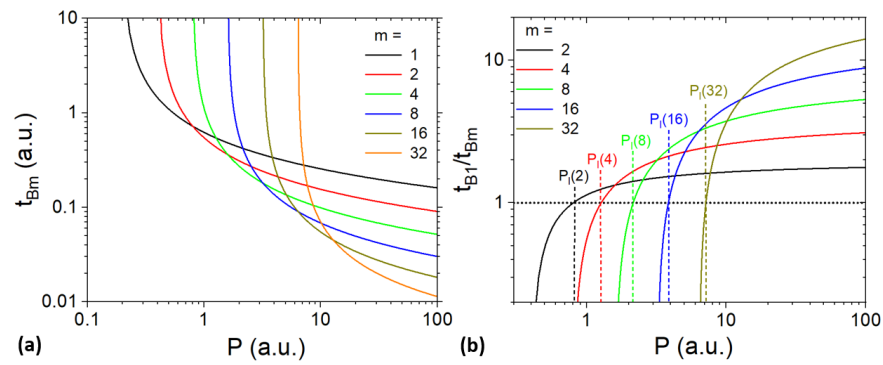 10
1
0.1
0.01
t_Bm (a.u.)
m =
1
2
4
8
16
32
0.1
1
10
100
P (a.u.)
(a)
t_B1/t_Bm
1
m =
2
4
8
16
32
P_I(2)
P_I(4)
P_I(8)
P_I(16)
P_I(32)
1
10
100
P (a.u.)
(b)